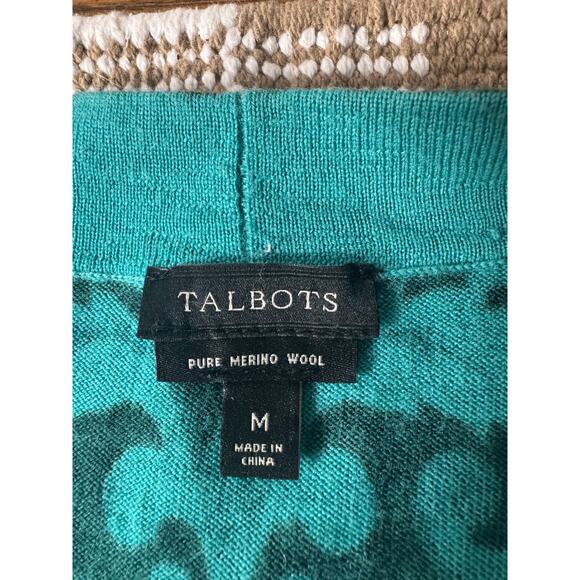 TALBOTS
PURE MERINO WOOL
M
MADE IN
CHINA